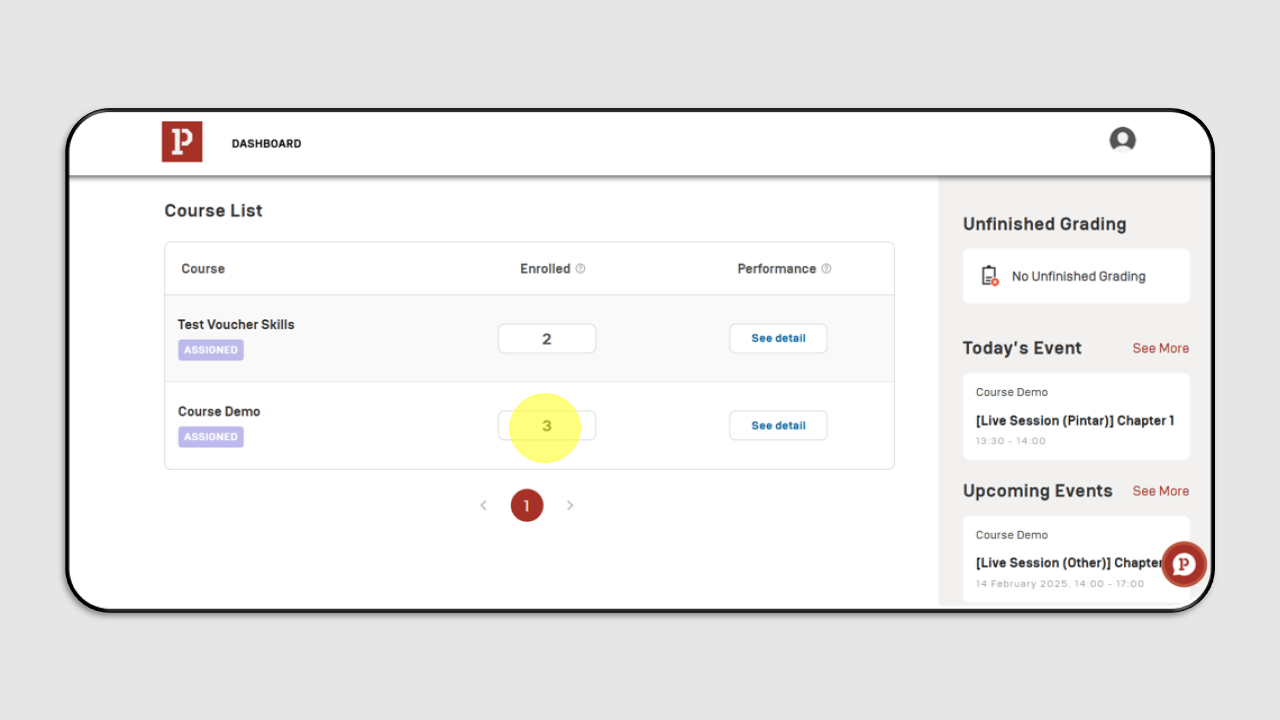 P
DASHBOARD
Course List
Course Enrolled Performance
Test Voucher Skills
ASSIGNED
2
See detail
Course Demo
ASSIGNED
3
See detail
1
Unfinished Grading
No Unfinished Grading
Today's Event See More
Course Demo
[Live Session (Pintar)] Chapter 1
13:30 - 14:00
Upcoming Events See More
Course Demo
[Live Session (Other)] Chapter
14 February 2025, 14:00 - 17:00
P